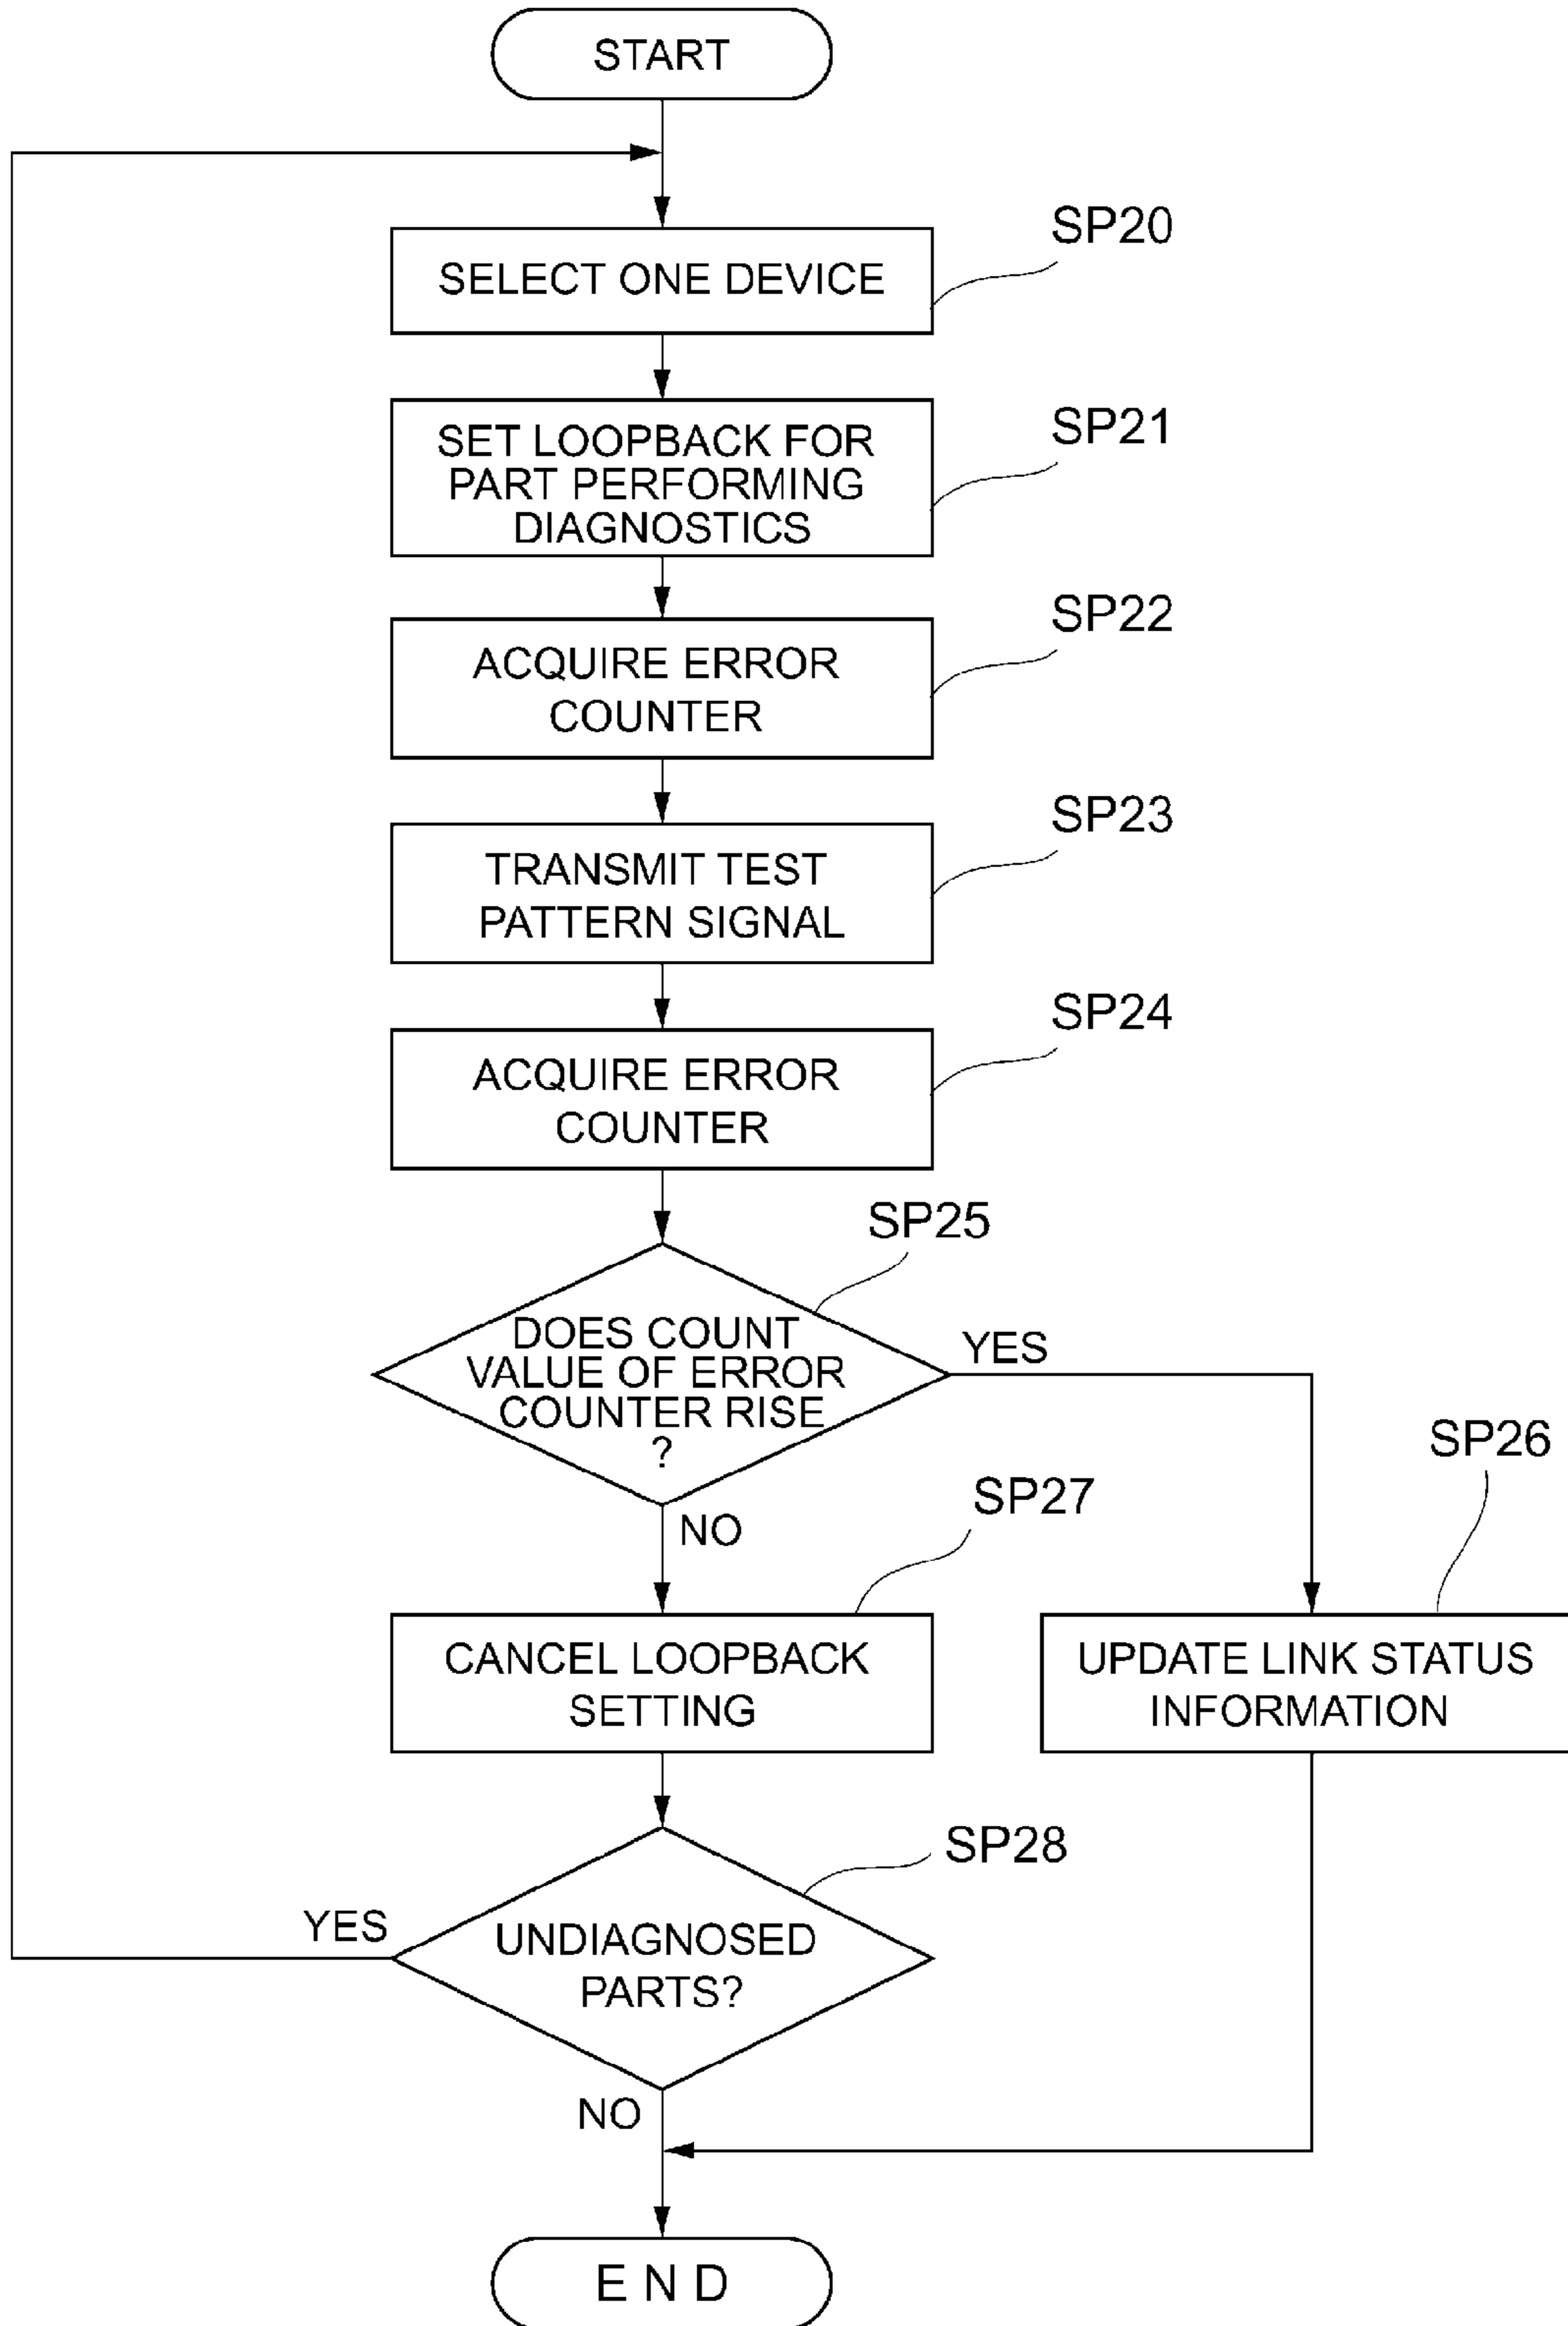 START
SP20
SELECT ONE DEVICE
SP21
SET LOOPBACK FOR
PART PERFORMING
DIAGNOSTICS
SP22
ACQUIRE ERROR
COUNTER
SP23
TRANSMIT TEST
PATTERN SIGNAL
SP24
ACQUIRE ERROR
COUNTER
SP25
DOES COUNT
VALUE OF ERROR
COUNTER RISE
?
YES
NO
SP26
UPDATE LINK STATUS
INFORMATION
SP27
CANCEL LOOPBACK
SETTING
SP28
UNDIAGNOSED
PARTS?
YES
NO
E N D